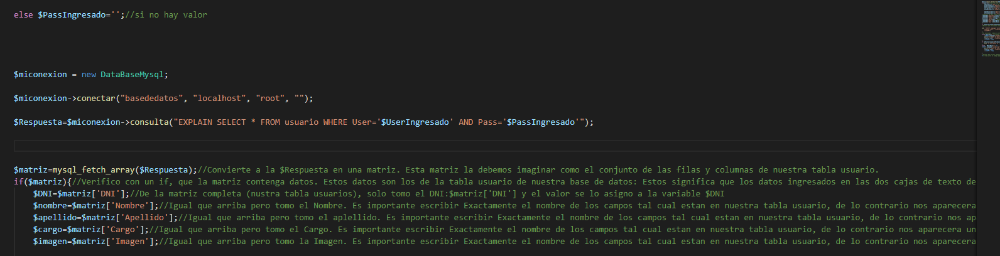 else $PassIngresado='';//si no hay valor
$miconexion = new DataBaseMysql;
$miconexion->conectar("basededatos", "localhost", "root", "");
$Respuesta=$miconexion->consulta("EXPLAIN SELECT * FROM usuario WHERE User='$UserIngresado' AND Pass='$PassIngresado'");
$matriz=mysql_fetch_array($Respuesta);//Convierte a la $Respuesta en una matriz. Esta matriz la debemos imaginar como el conjunto de las filas y columnas de nuestra tabla usuario.
if($matriz){//Verifico con un if, que la matriz contenga datos. Estos datos son los de la tabla usuario de nuestra base de datos: Estos significa que los datos ingresados en las dos cajas de texto de
$DNI=$matriz['DNI'];//De la matriz completa (nustra tabla usuarios), solo tomo el DNI:$matriz['DNI'] y el valor se lo asigno a la variable $DNI
$nombre=$matriz['Nombre'];//Igual que arriba pero tomo el Nombre. Es importante escribir Exactamente el nombre de los campos tal cual estan en nuestra tabla usuario, de lo contrario nos aparecera
$apellido=$matriz['Apellido'];//Igual que arriba pero tomo el aplellido. Es importante escribir Exactamente el nombre de los campos tal cual estan en nuestra tabla usuario, de lo contrario nos ap
$cargo=$matriz['Cargo'];//Igual que arriba pero tomo el Cargo. Es importante escribir Exactamente el nombre de los campos tal cual estan en nuestra tabla usuario, de lo contrario nos aparecera un
$imagen=$matriz['Imagen'];//Igual que arriba pero tomo la Imagen. Es importante escribir Exactamente el nombre de los campos tal cual estan en nuestra tabla usuario, de lo contrario nos aparecera